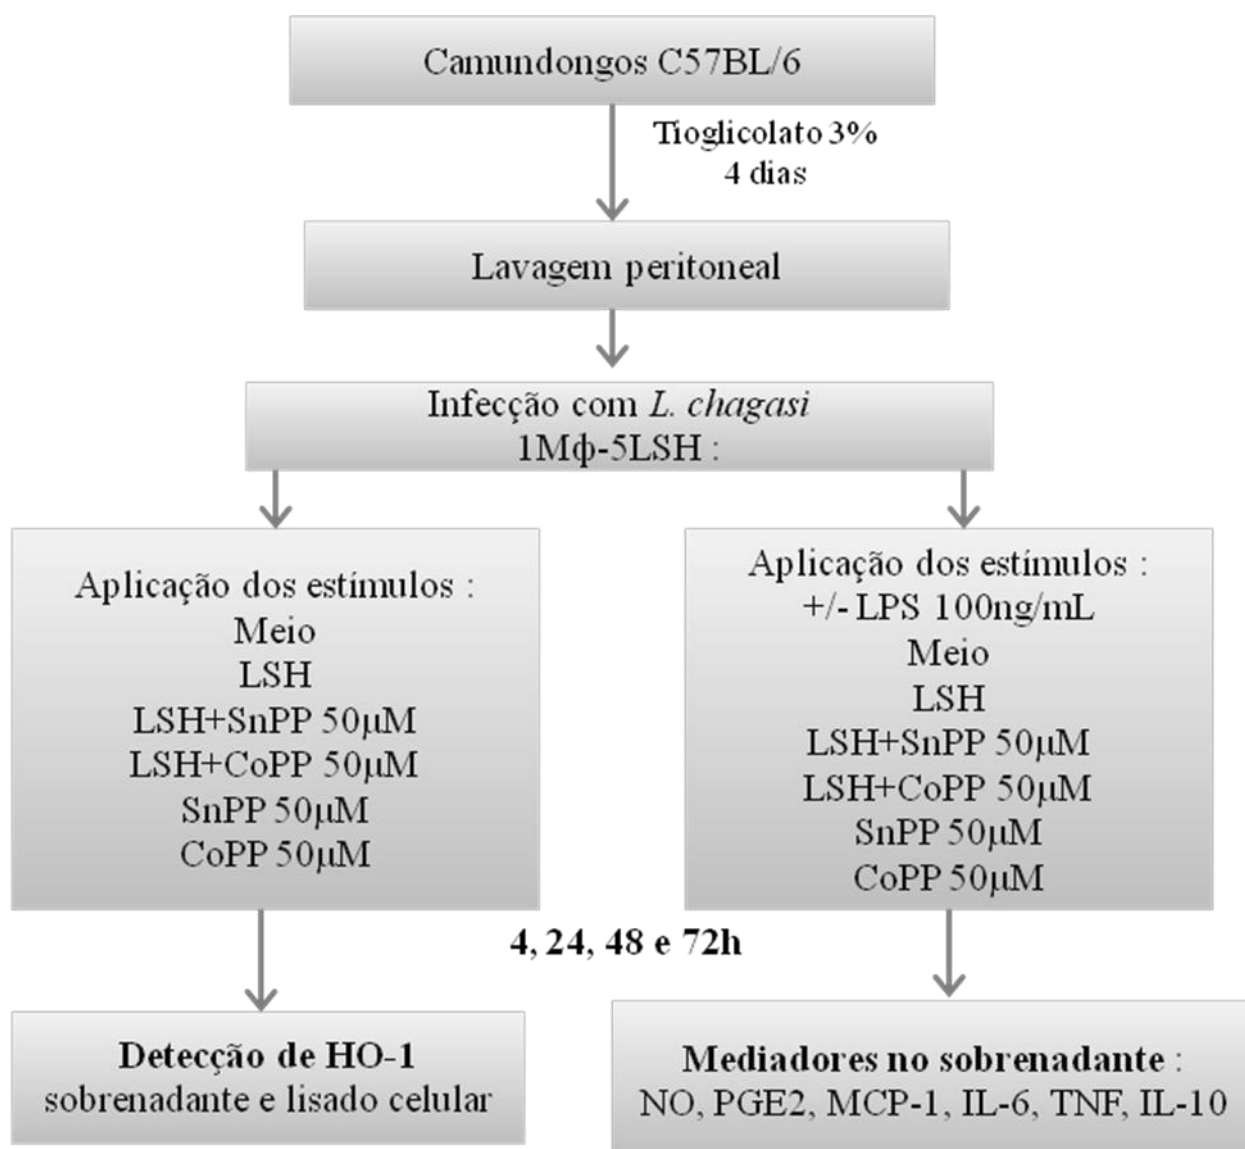 Camundongos C57BL/6
Tioglicolato 3%
4 dias
Lavagem peritoneal
Infecção com L. chagasi
1Mф-5LSH :
Aplicação dos estímulos :
Meio
LSH
LSH+SnPP 50µM
LSH+CoPP 50µM
SnPP 50µM
CoPP 50µM
Aplicação dos estímulos :
+/- LPS 100ng/mL
Meio
LSH
LSH+SnPP 50µM
LSH+CoPP 50µM
SnPP 50µM
CoPP 50µM
4, 24, 48 e 72h
Detecção de HO-1
sobrenadante e lisado celular
Mediadores no sobrenadante :
NO, PGE2, MCP-1, IL-6, TNF, IL-10